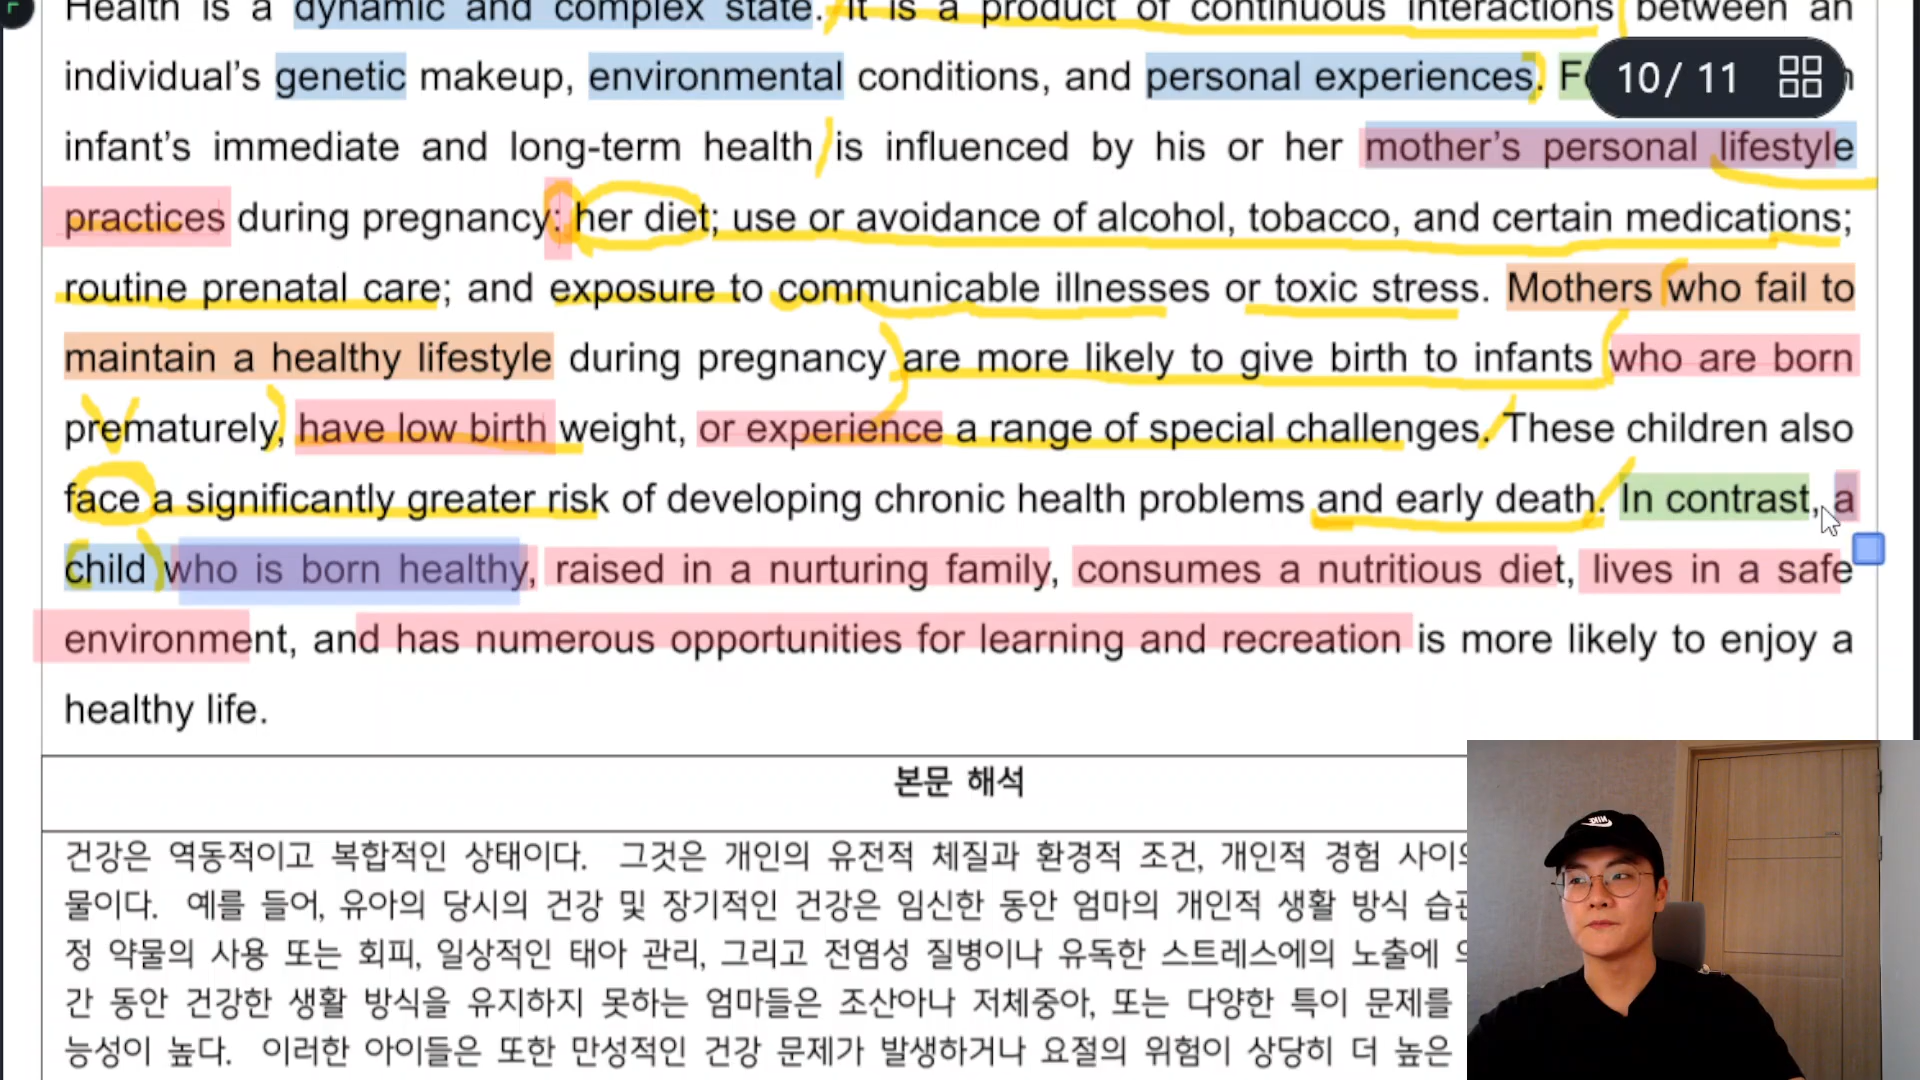 Health is a dynamic and complex state. It is a product of continuous interactions between an
individual's genetic makeup, environmental conditions, and personal experiences.
10/ 11
infant's immediate and long-term health is influenced by his or her mother's personal lifestyle
practices during pregnancy: her diet; use or avoidance of alcohol, tobacco, and certain medications;
routine prenatal care; and exposure to communicable illnesses or toxic stress. Mothers who fail to
maintain a healthy lifestyle during pregnancy are more likely to give birth to infants who are born
prematurely, have low birth weight, or experience a range of special challenges. These children also
face a significantly greater risk of developing chronic health problems and early death. In contrast, a
child who is born healthy, raised in a nurturing family, consumes a nutritious diet, lives in a safe
environment, and has numerous opportunities for learning and recreation is more likely to enjoy a
healthy life.
본문 해석
건강은 역동적이고 복합적인 상태이다. 그것은 개인의 유전적 체질과 환경적 조건, 개인적 경험
물이다. 예를 들어, 유아의 당시의 건강 및 장기적인 건강은 임신한 동안 엄마의 개인적 생활 방식
정 약물의 사용 또는 회피, 일상적인 태아 관리, 그리고 전염성 질병이나 유독한 스트레스에의 노출에
간 동안 건강한 생활 방식을 유지하지 못하는 엄마들은 조산아나 저체중아, 또는 다양한 특이 문제를
능성이 높다. 이러한 아이들은 또한 만성적인 건강 문제가 발생하거나 요절의 위험이 상당히 더 높은